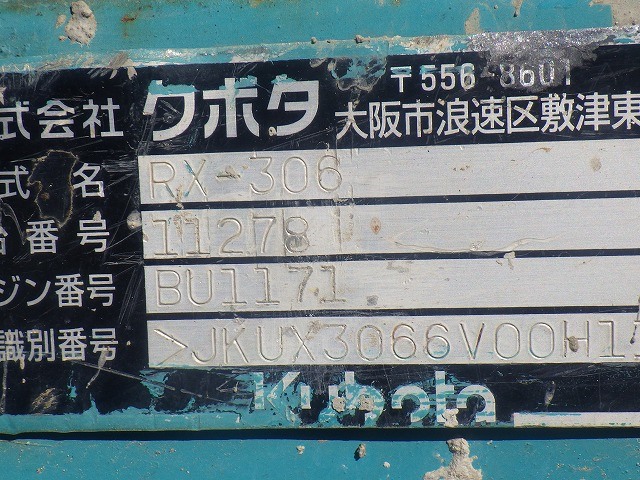 式会社 クボタ 〒556-8601
大阪市浪速区敷津東
式 名 RX-306
番号 11278
ジン番号 BU1171
識別番号 >JKUX3066V00H1
Kubota